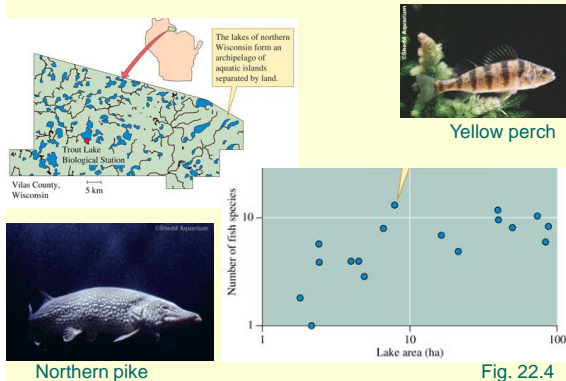 The lakes of northern
Wisconsin form an
archipelago of
aquatic islands
separated by land.
Trout Lake
Biological Station
Vilas County,
Wisconsin
5 km
©Shedd Aquarium
Yellow perch
©Shedd Aquarium
Northern pike
Number of fish species
10
1
1
10
100
Lake area (ha)
Fig. 22.4